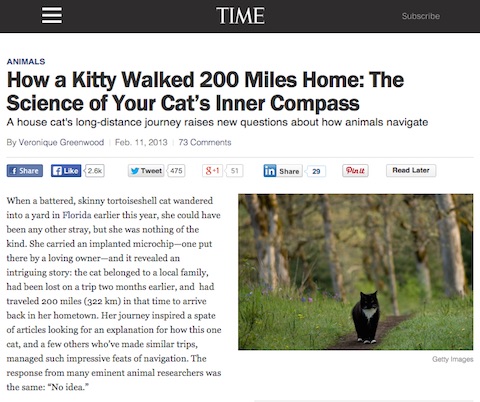 TIME
Subscribe
ANIMALS
How a Kitty Walked 200 Miles Home: The
Science of Your Cat's Inner Compass
A house cat's long-distance journey raises new questions about how animals navigate
By Veronique Greenwood | Feb. 11, 2013 | 73 Comments
f Share
f Like 2.6k
Tweet 475
g+1 51
in Share 29
Pin it
Read Later
When a battered, skinny tortoiseshell cat wandered
into a yard in Florida earlier this year, she could have
been any other stray, but she was nothing of the
kind. She carried an implanted microchip—one put
there by a loving owner—and it revealed an
intriguing story: the cat belonged to a local family,
had been lost on a trip two months earlier, and had
traveled 200 miles (322 km) in that time to arrive
back in her hometown. Her journey inspired a spate
of articles looking for an explanation for how this one
cat, and a few others who've made similar trips,
managed such impressive feats of navigation. The
response from many eminent animal researchers was
the same: "No idea."
Getty Images